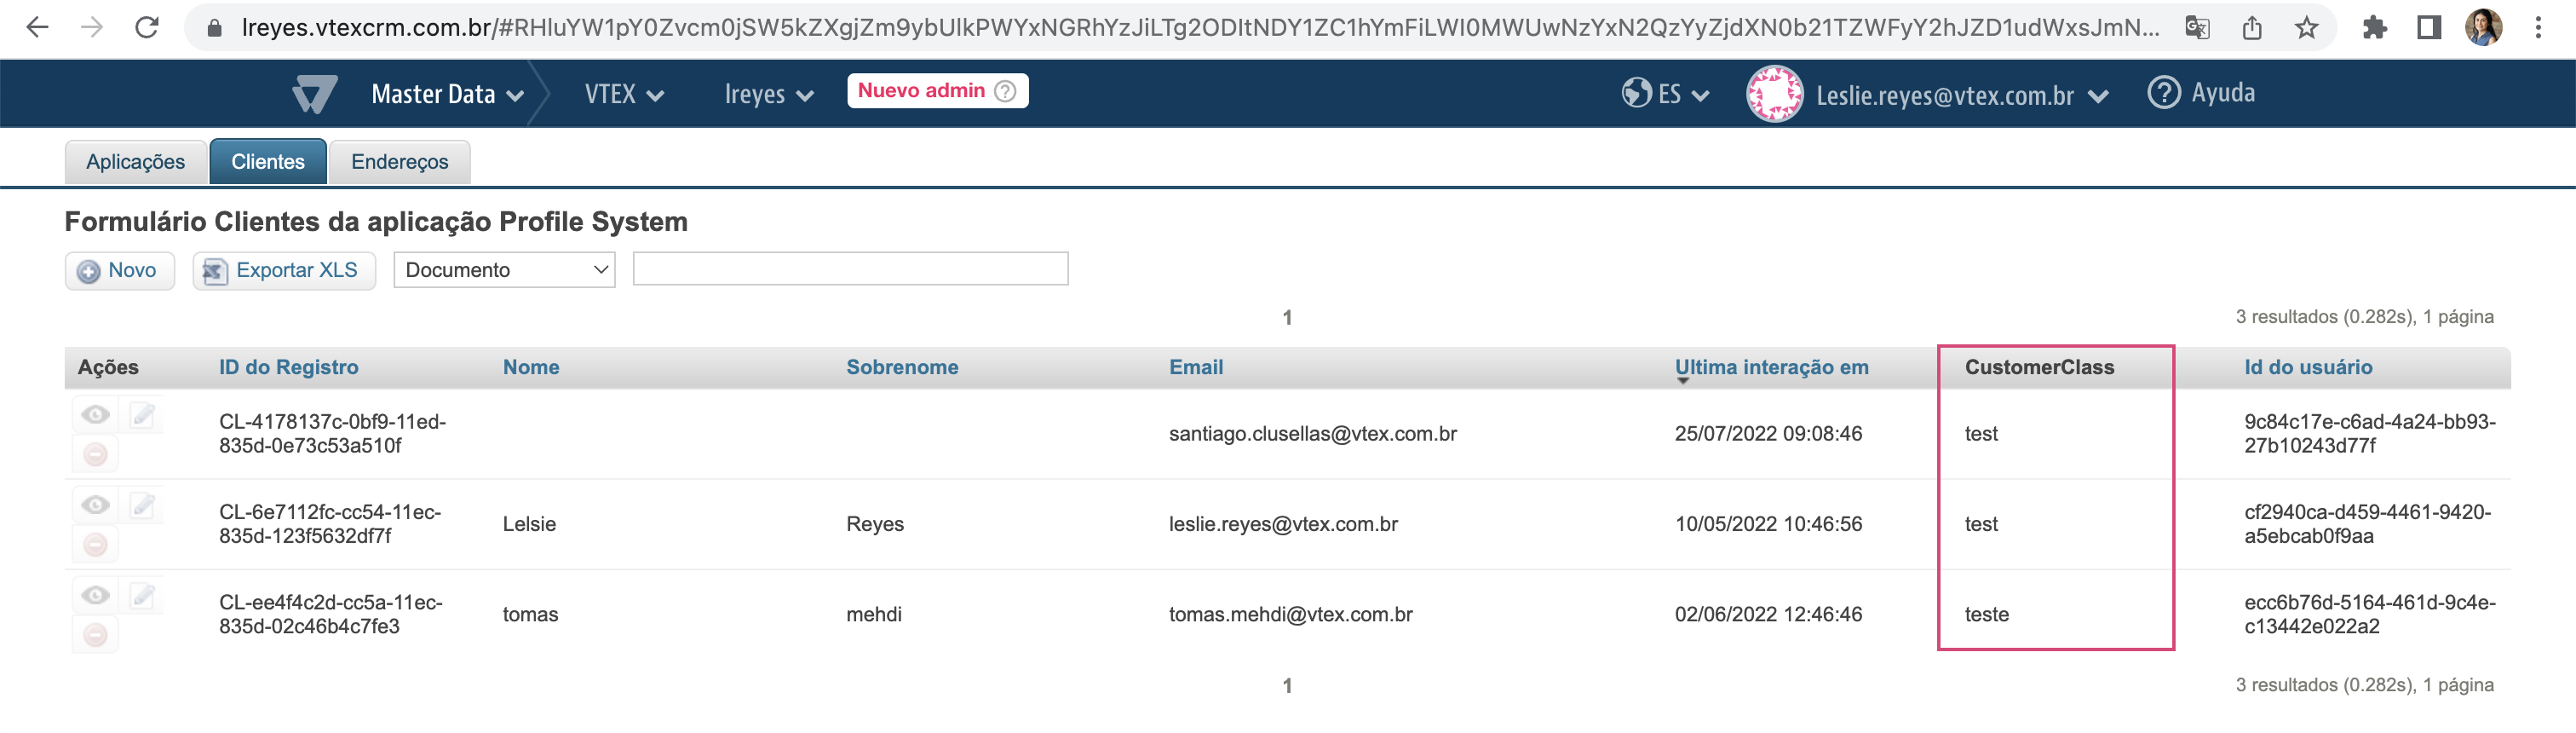 lreyes.vtexcrm.com.br/#RHluYW1pY0Zvcm0jSW5kZXgjZm9ybUlkPWYxNGRhYzJiLTg2ODItNDY1ZC1hYmFiLWI0MWUwNzYxN2QzYyZjdXN0b21TZWFyY2hJZD1udWxsJmN...
Master Data VTEX lreyes Nuevo admin ? ES Leslie.reyes@vtex.com.br ? Ayuda
Aplicações Clientes Endereços
Formulário Clientes da aplicação Profile System
Novo Exportar XLS Documento
1 3 resultados (0.282s), 1 página
Ações ID do Registro Nome Sobrenome Email Ultima interação em CustomerClass Id do usuário
CL-4178137c-0bf9-11ed-835d-0e73c53a510f santiago.clusellas@vtex.com.br 25/07/2022 09:08:46 test 9c84c17e-c6ad-4a24-bb93-27b10243d77f
CL-6e7112fc-cc54-11ec-835d-123f5632df7f Lelsie Reyes leslie.reyes@vtex.com.br 10/05/2022 10:46:56 test cf2940ca-d459-4461-9420-a5ebcab0f9aa
CL-ee4f4c2d-cc5a-11ec-835d-02c46b4c7fe3 tomas mehdi tomas.mehdi@vtex.com.br 02/06/2022 12:46:46 teste ecc6b76d-5164-461d-9c4e-c13442e022a2
1 3 resultados (0.282s), 1 página